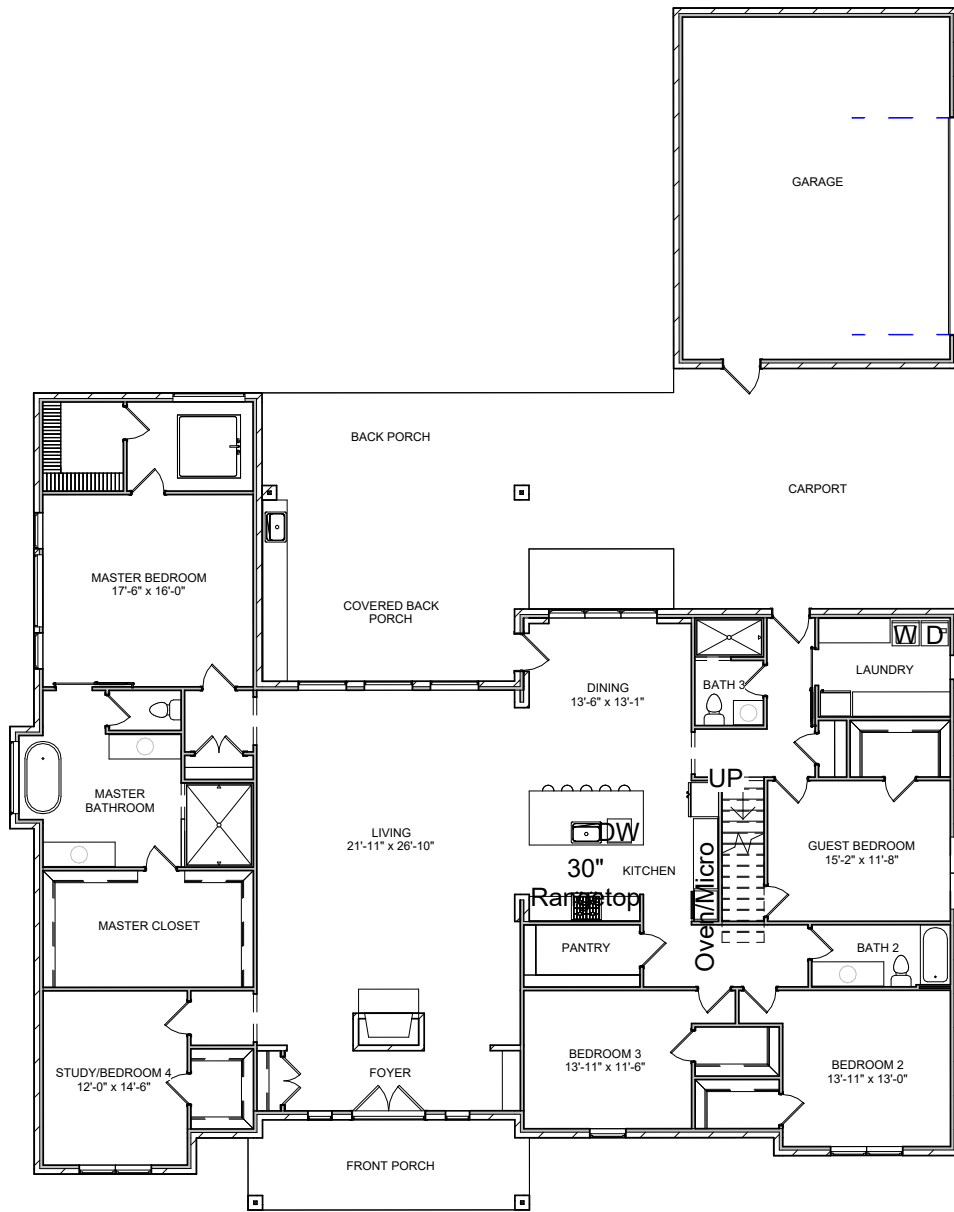 GARAGE
BACK PORCH
CARPORT
MASTER BEDROOM
17'-6" x 16'-0"
COVERED BACK
PORCH
W D
LAUNDRY
BATH 3
DINING
13'-6" x 13'-1"
UP
MASTER
BATHROOM
LIVING
21'-11" x 26'-10"
DW
GUEST BEDROOM
15'-2" x 11'-8"
30"
Rangetop
KITCHEN
Oven/Micro
MASTER CLOSET
PANTRY
BATH 2
STUDY/BEDROOM 4
12'-0" x 14'-6"
FOYER
BEDROOM 3
13'-11" x 11'-6"
BEDROOM 2
13'-11" x 13'-0"
FRONT PORCH